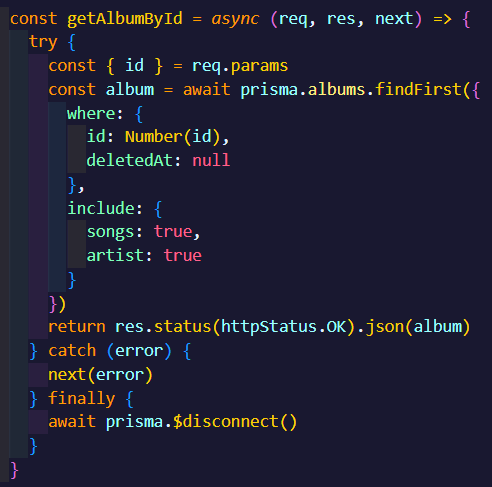 const getAlbumById = async (req, res, next) => {
  try {
    const { id } = req.params
    const album = await prisma.albums.findFirst({
      where: {
        id: Number(id),
        deletedAt: null
      },
      include: {
        songs: true,
        artist: true
      }
    })
    return res.status(httpStatus.OK).json(album)
  } catch (error) {
    next(error)
  } finally {
    await prisma.$disconnect()
  }
}